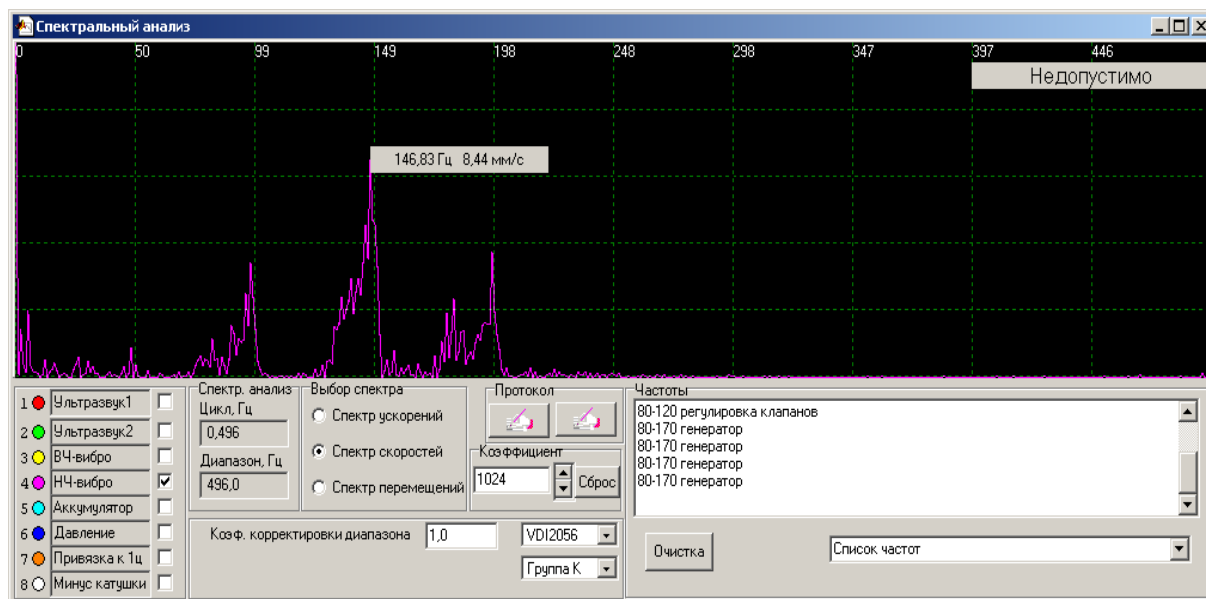 Спектральный анализ
0 50 99 149 198 248 298 347 397 446
Недопустимо
146,83 Гц 8,44 мм/с
1 Ультразвук1
2 Ультразвук2
3 ВЧ-вибро
4 НЧ-вибро
5 Аккумулятор
6 Давление
7 Привязка к 1ц
8 Минус катушки
Спектр. анализ
Цикл, Гц
0,496
Диапазон, Гц
496,0
Выбор спектра
Спектр ускорений
Спектр скоростей
Спектр перемещений
Протокол
Коэффициент
1024
Сброс
Коэф. корректировки диапазона 1,0
VDI2056
Группа К
Частоты
80-120 регулировка клапанов
80-170 генератор
80-170 генератор
80-170 генератор
80-170 генератор
Очистка
Список частот